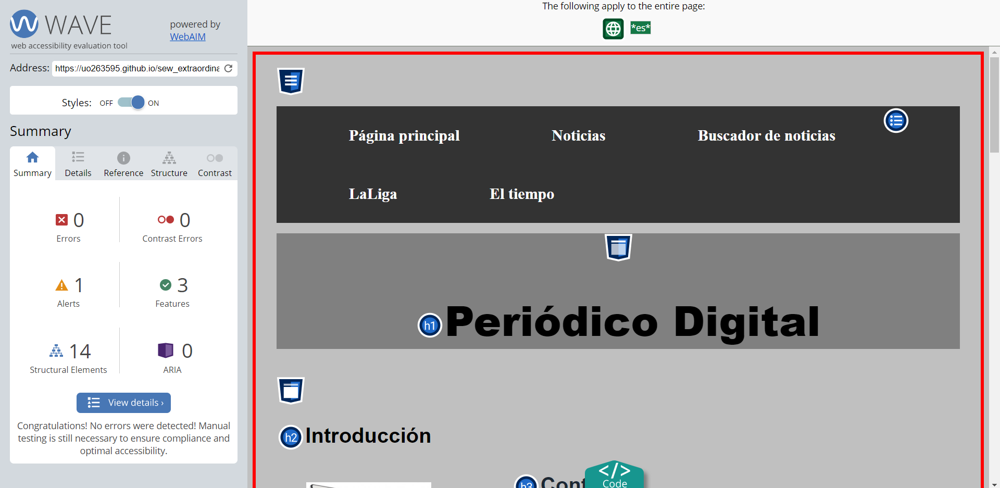 WAVE
web accessibility evaluation tool
powered by
WebAIM
Address: https://uo263595.github.io/sew_extraordina
Styles: OFF ON
Summary
Summary Details Reference Structure Contrast
0 Errors
0 Contrast Errors
1 Alerts
3 Features
14 Structural Elements
0 ARIA
View details ›
Congratulations! No errors were detected! Manual
testing is still necessary to ensure compliance and
optimal accessibility.
The following apply to the entire page:
*es*
Página principal Noticias Buscador de noticias
LaLiga El tiempo
h1 Periódico Digital
h2 Introducción
h3 Cont
</>
Code